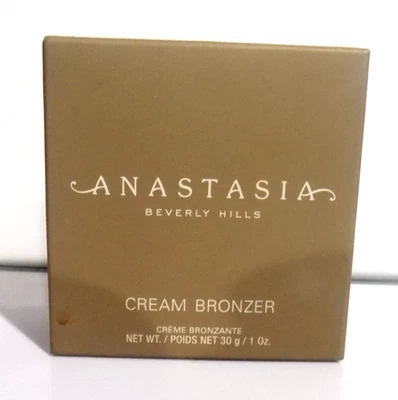 ANASTASIA
BEVERLY HILLS
CREAM BRONZER
CRÈME BRONZANTE
NET WT. / POIDS NET 30 g / 1 Oz.